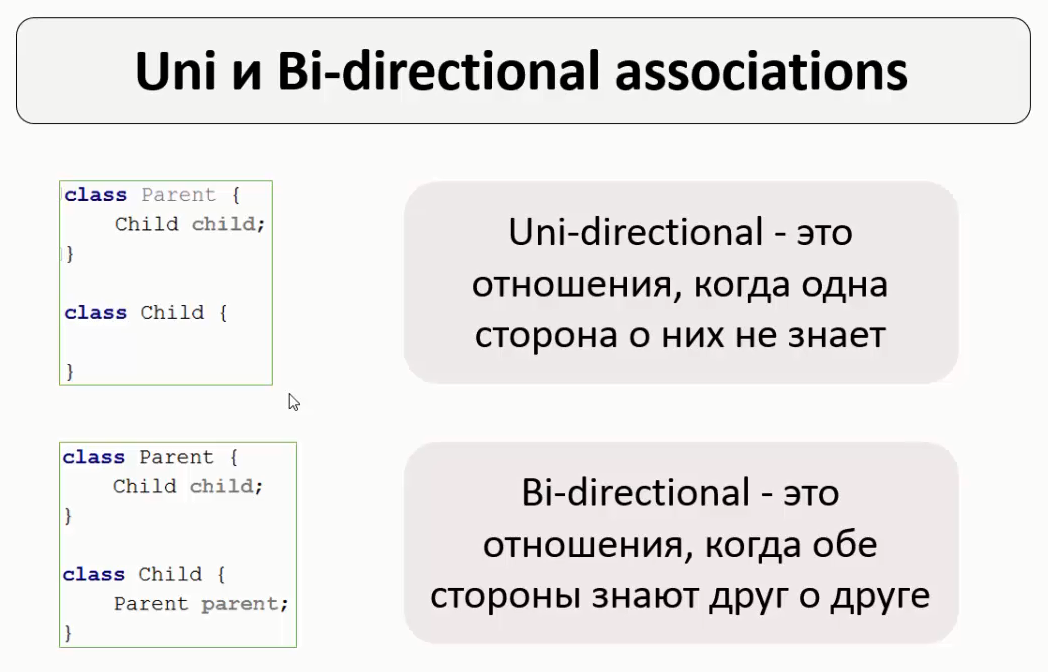 Uni и Bi-directional associations
class Parent {
Child child;
}
class Child {
}
Uni-directional - это
отношения, когда одна
сторона о них не знает
class Parent {
Child child;
}
class Child {
Parent parent;
}
Bi-directional - это
отношения, когда обе
стороны знают друг о друге